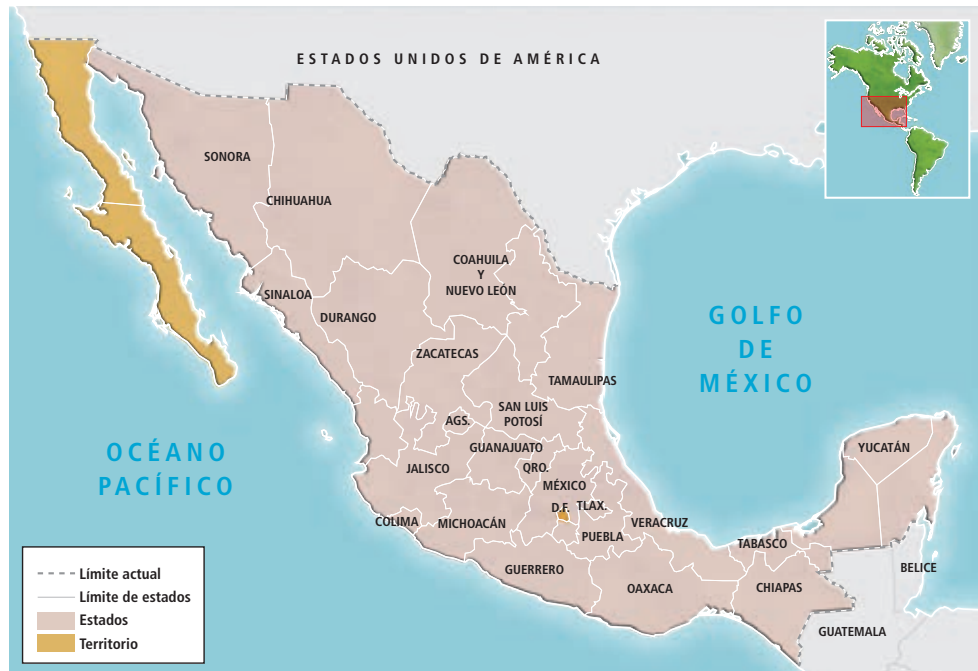 ESTADOS UNIDOS DE AMÉRICA
SONORA
CHIHUAHUA
COAHUILA
Y
NUEVO LEÓN
SINALOA
DURANGO
ZACATECAS
TAMAULIPAS
SAN LUIS
POTOSÍ
AGS.
GUANAJUATO
JALISCO
QRO.
MÉXICO
D.F.
TLAX.
COLIMA
MICHOACÁN
PUEBLA
VERACRUZ
GUERRERO
OAXACA
TABASCO
CHIAPAS
YUCATÁN
BELICE
GUATEMALA
GOLFO
DE
MÉXICO
OCÉANO
PACÍFICO
Límite actual
Límite de estados
Estados
Territorio